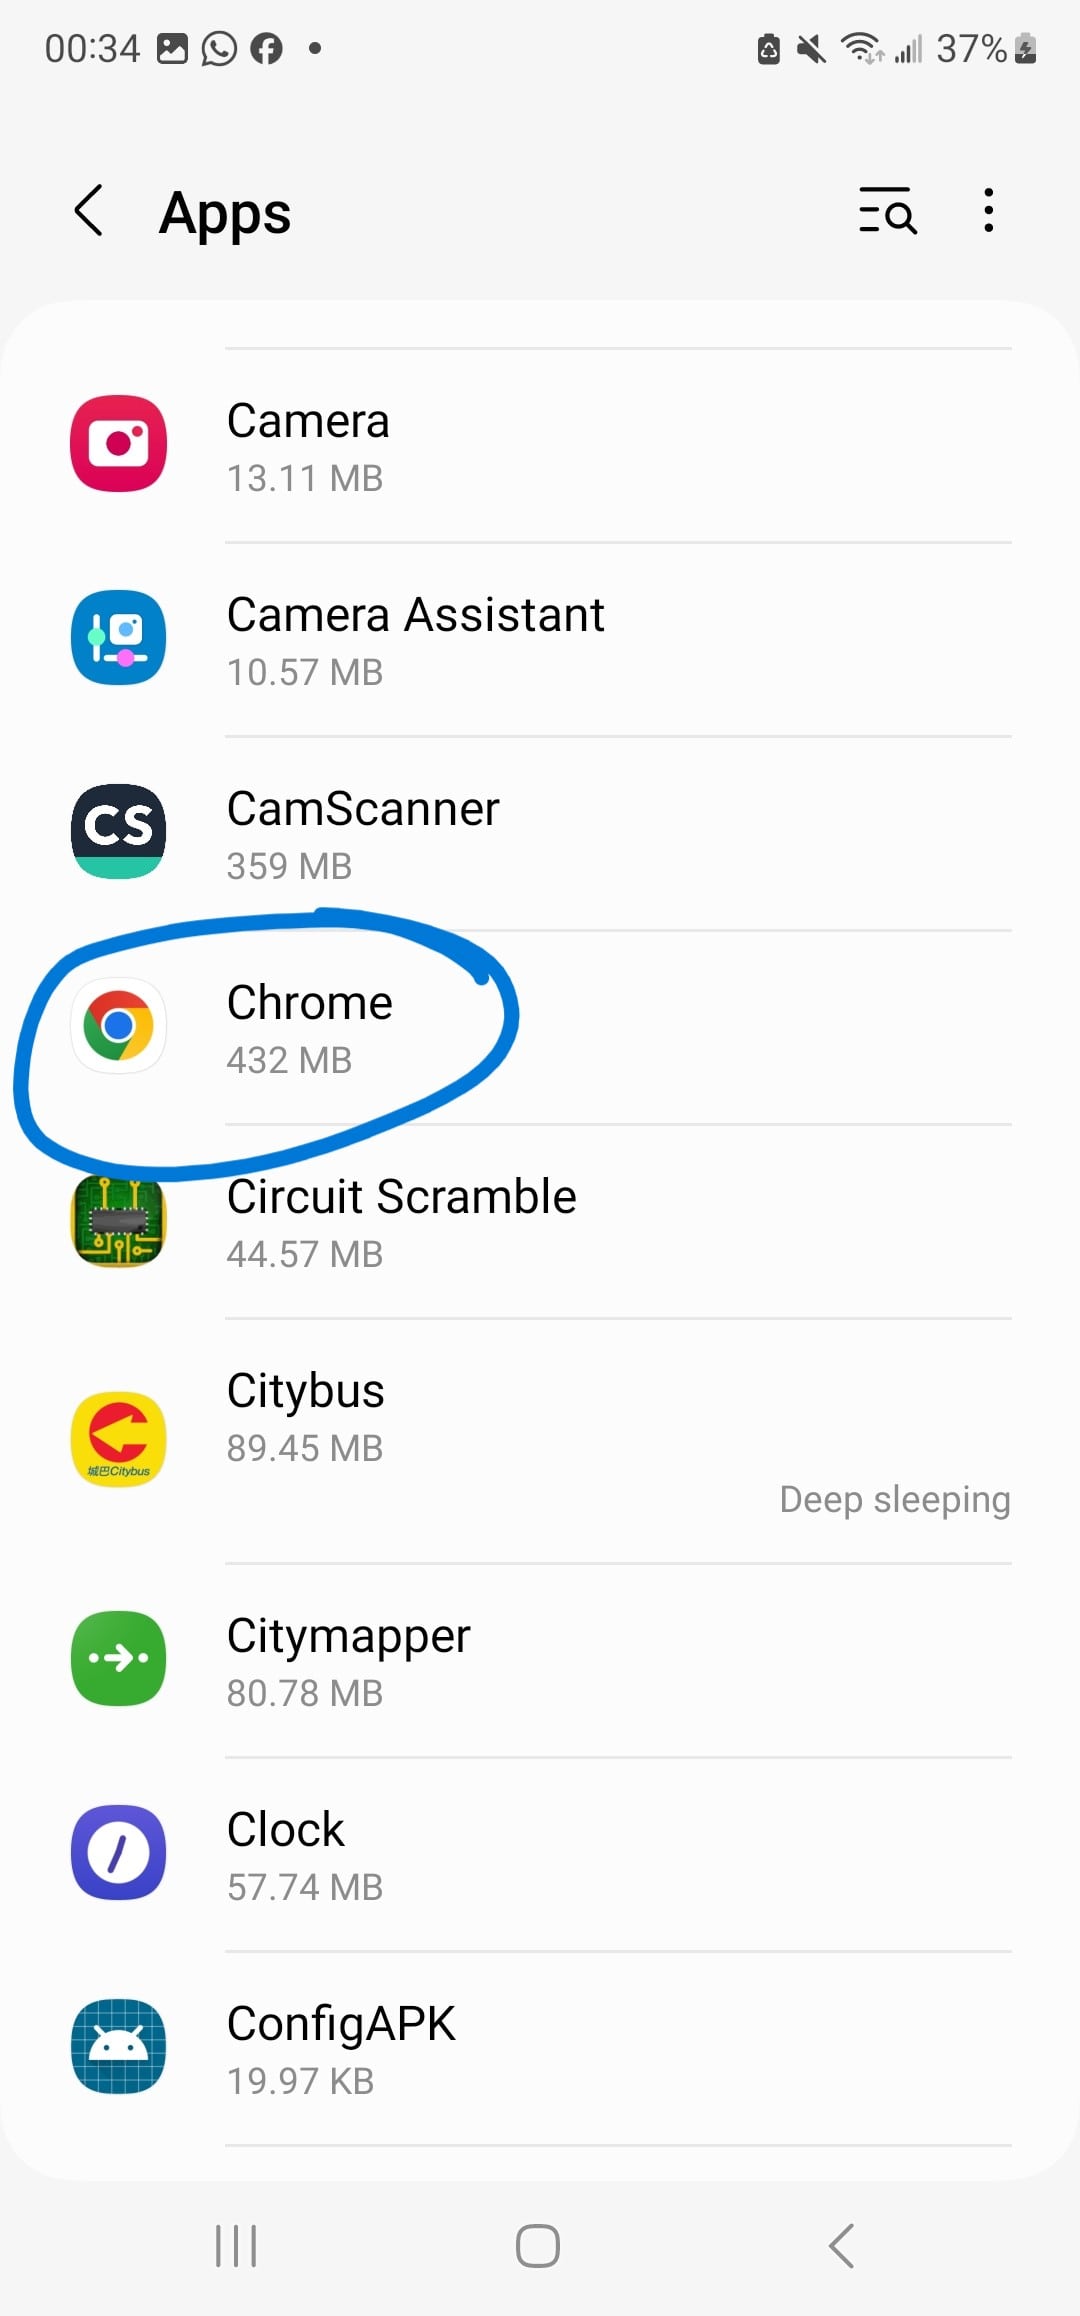 00:34 37%
Apps
Camera
13.11 MB
Camera Assistant
10.57 MB
CS
CamScanner
359 MB
Chrome
432 MB
Circuit Scramble
44.57 MB
Citybus
89.45 MB
城巴Citybus
Deep sleeping
Citymapper
80.78 MB
Clock
57.74 MB
ConfigAPK
19.97 KB